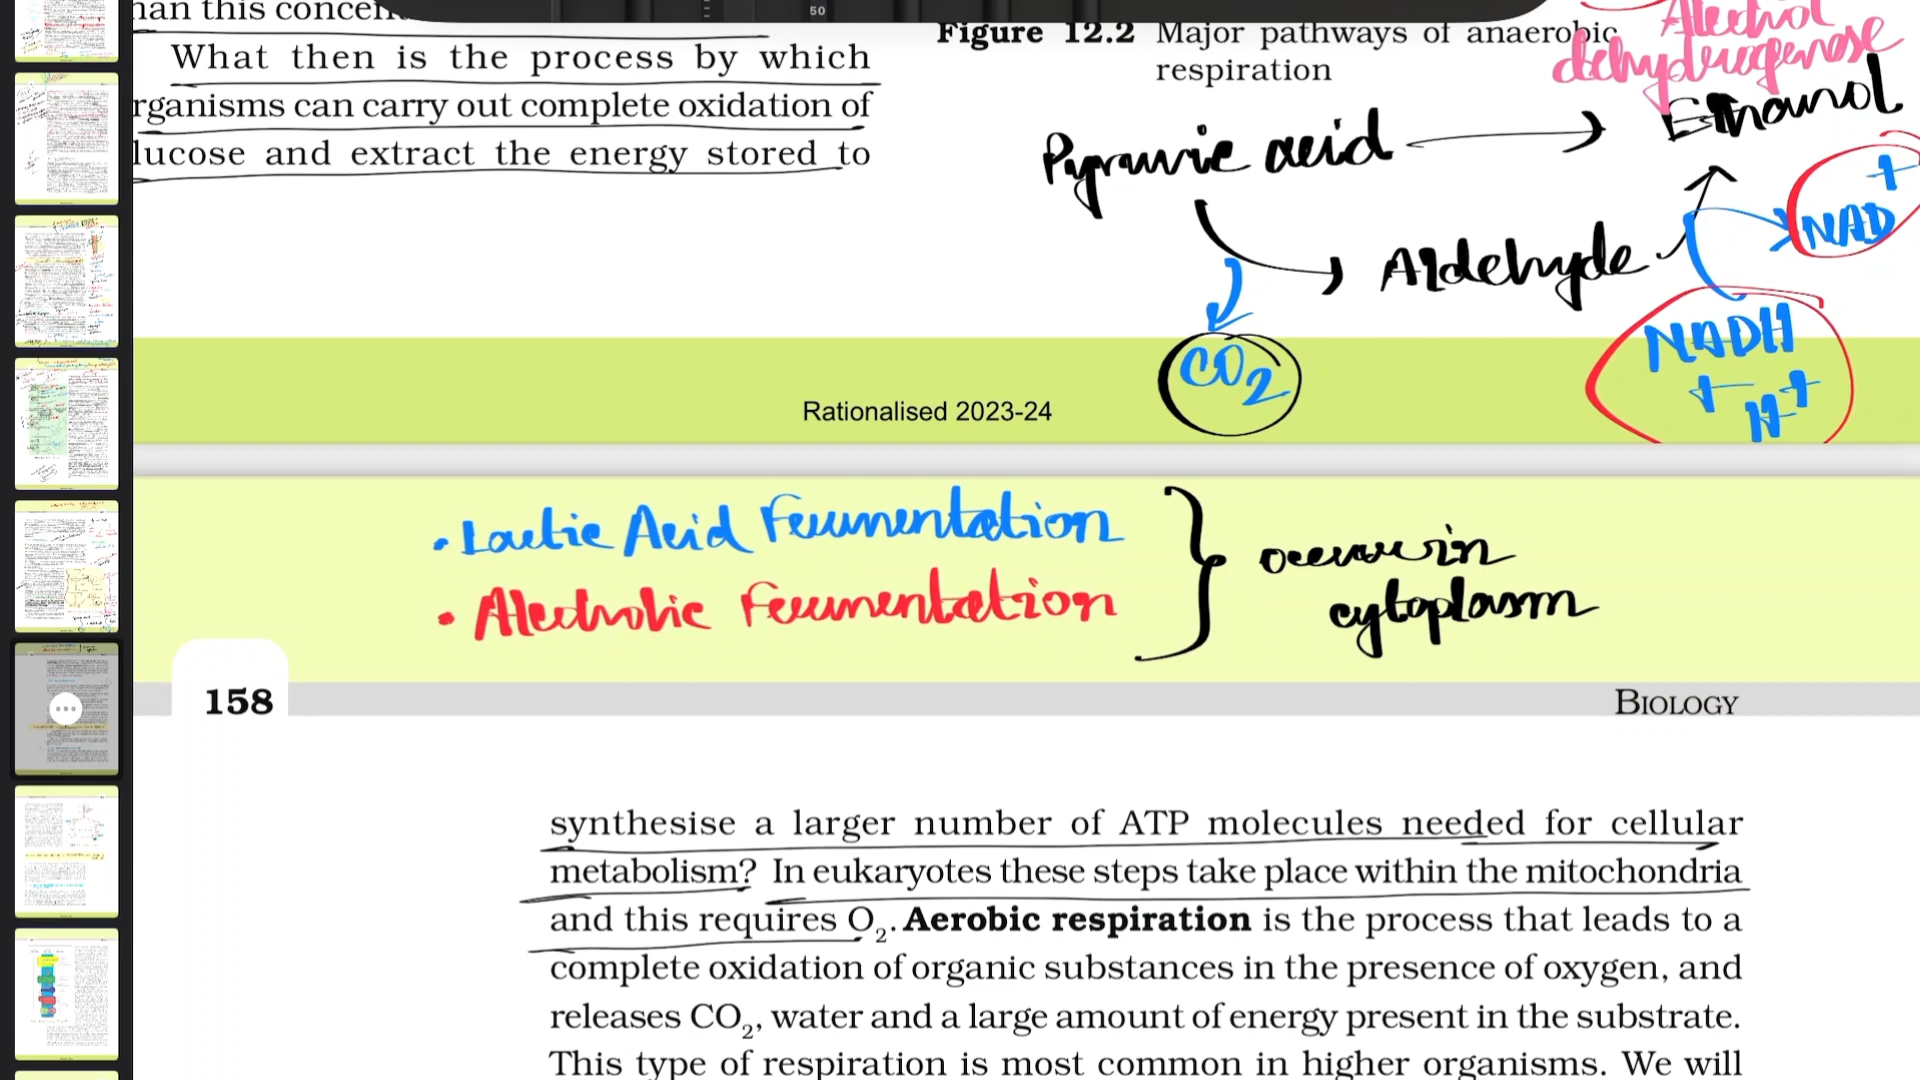 What then is the process by which
rganisms can carry out complete oxidation of
lucose and extract the energy stored to
50
Figure 12.2 Major pathways of anaerobic
respiration
Alcohol
dehydrogenase
Pyruvic acid → Ethanol
Aldehyde
NAD+
CO2
NADH
+ H+
Rationalised 2023-24
• Lactic Acid Fermentation
• Alcoholic Fermentation
occur in
cytoplasm
158
BIOLOGY
synthesise a larger number of ATP molecules needed for cellular
metabolism? In eukaryotes these steps take place within the mitochondria
and this requires O2. Aerobic respiration is the process that leads to a
complete oxidation of organic substances in the presence of oxygen, and
releases CO2, water and a large amount of energy present in the substrate.
This type of respiration is most common in higher organisms. We will